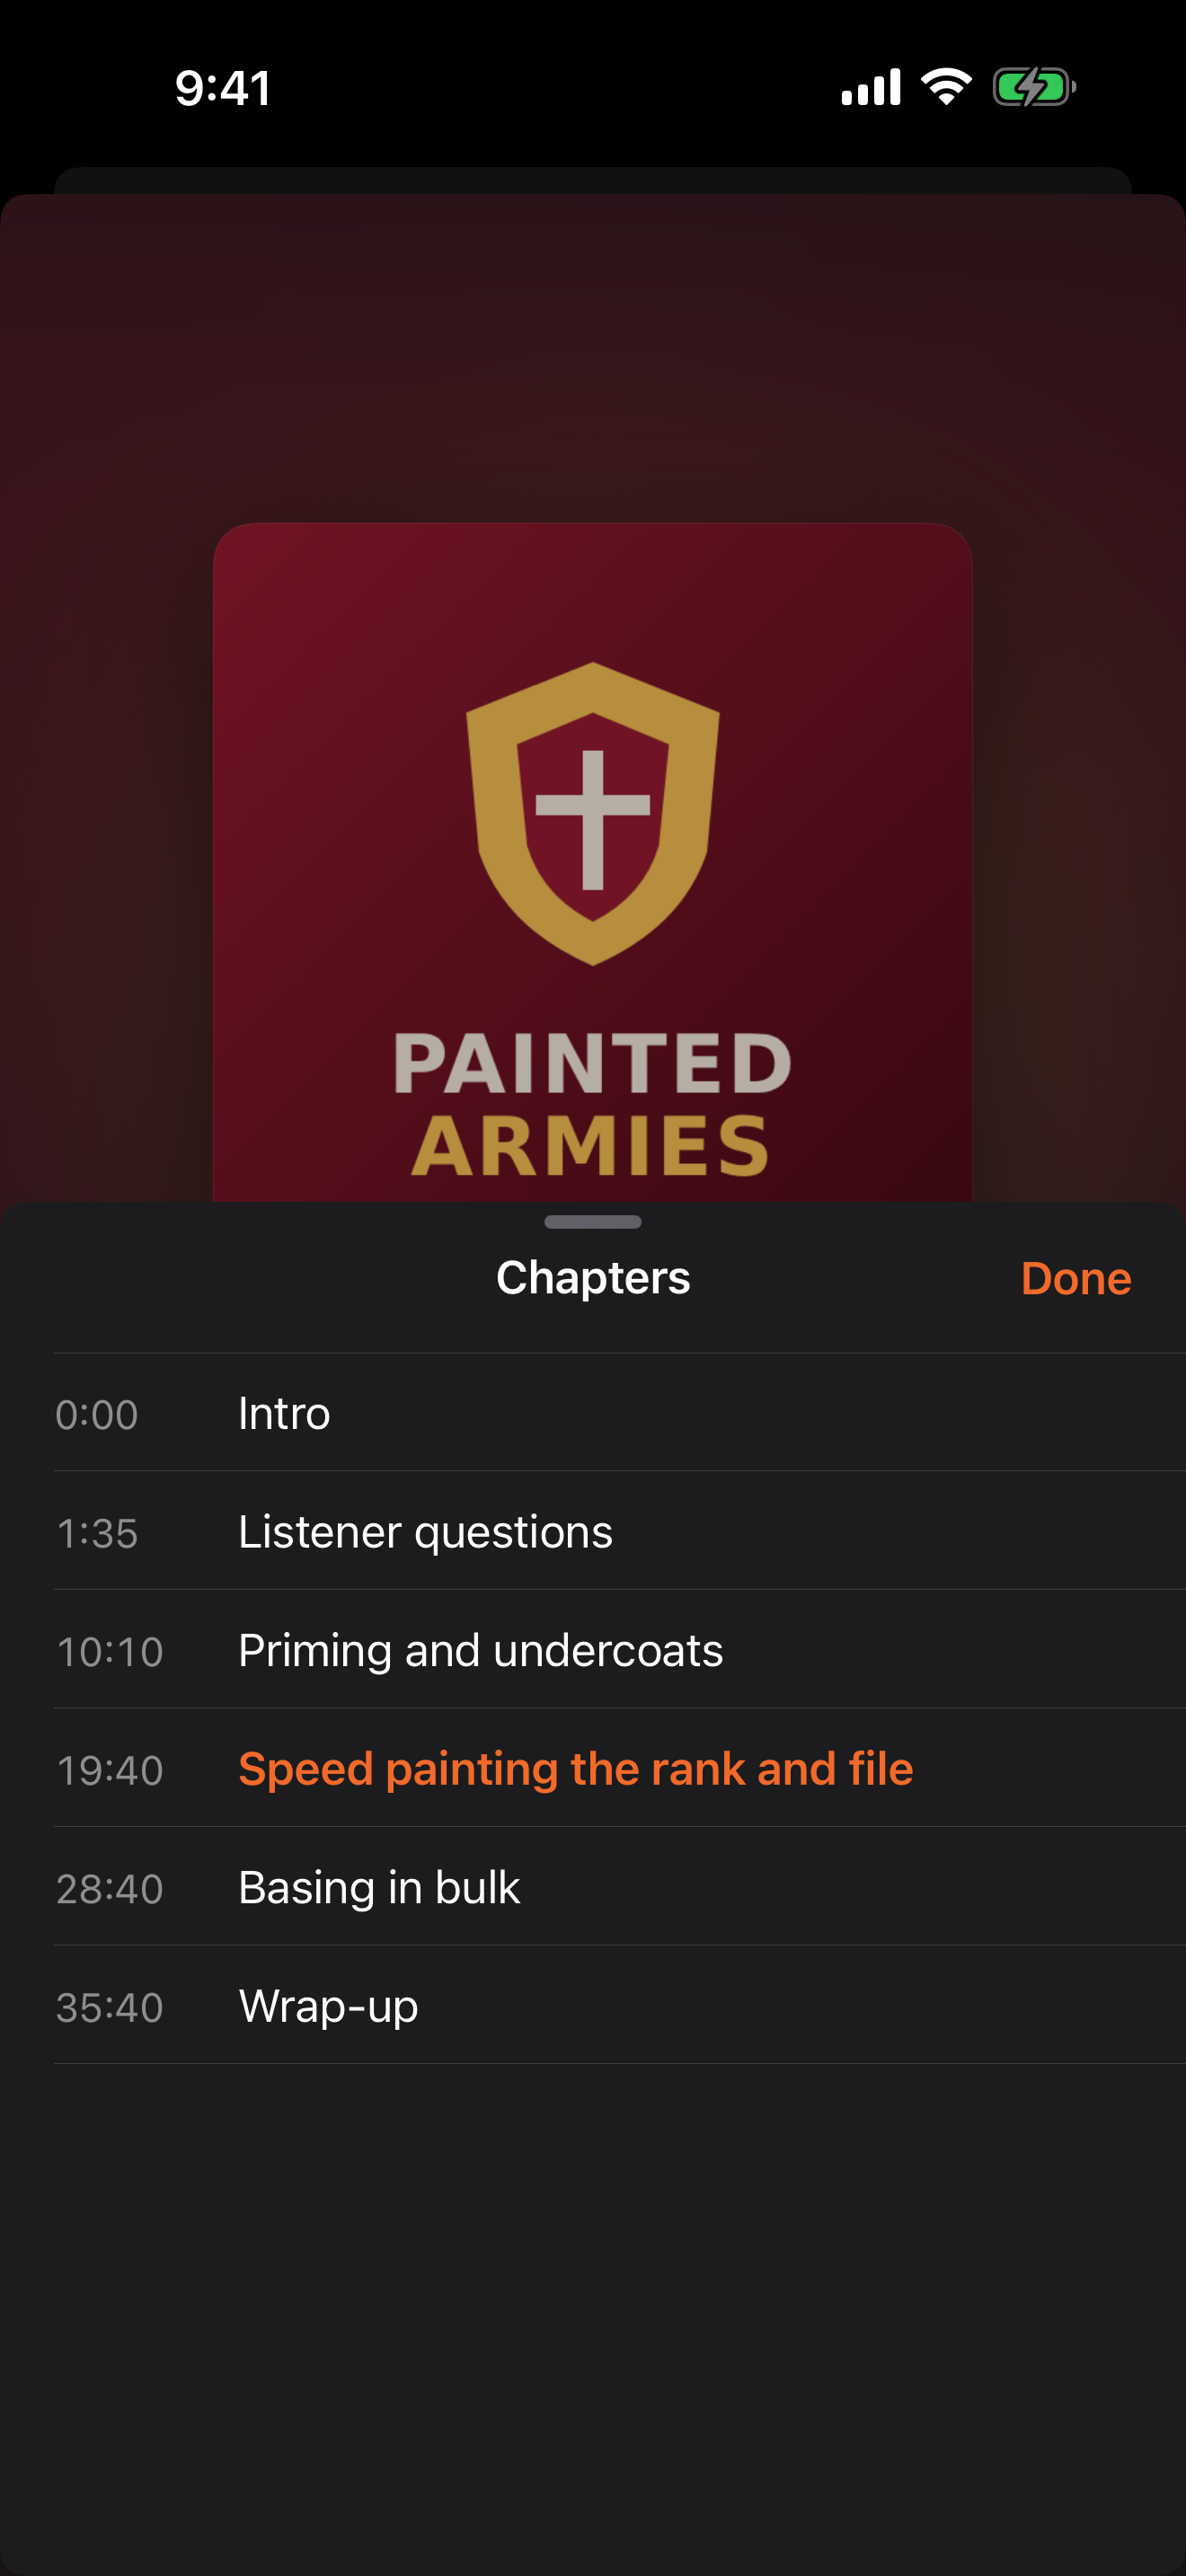 9:41
PAINTED
ARMIES
Chapters
Done
0:00 Intro
1:35 Listener questions
10:10 Priming and undercoats
19:40 Speed painting the rank and file
28:40 Basing in bulk
35:40 Wrap-up